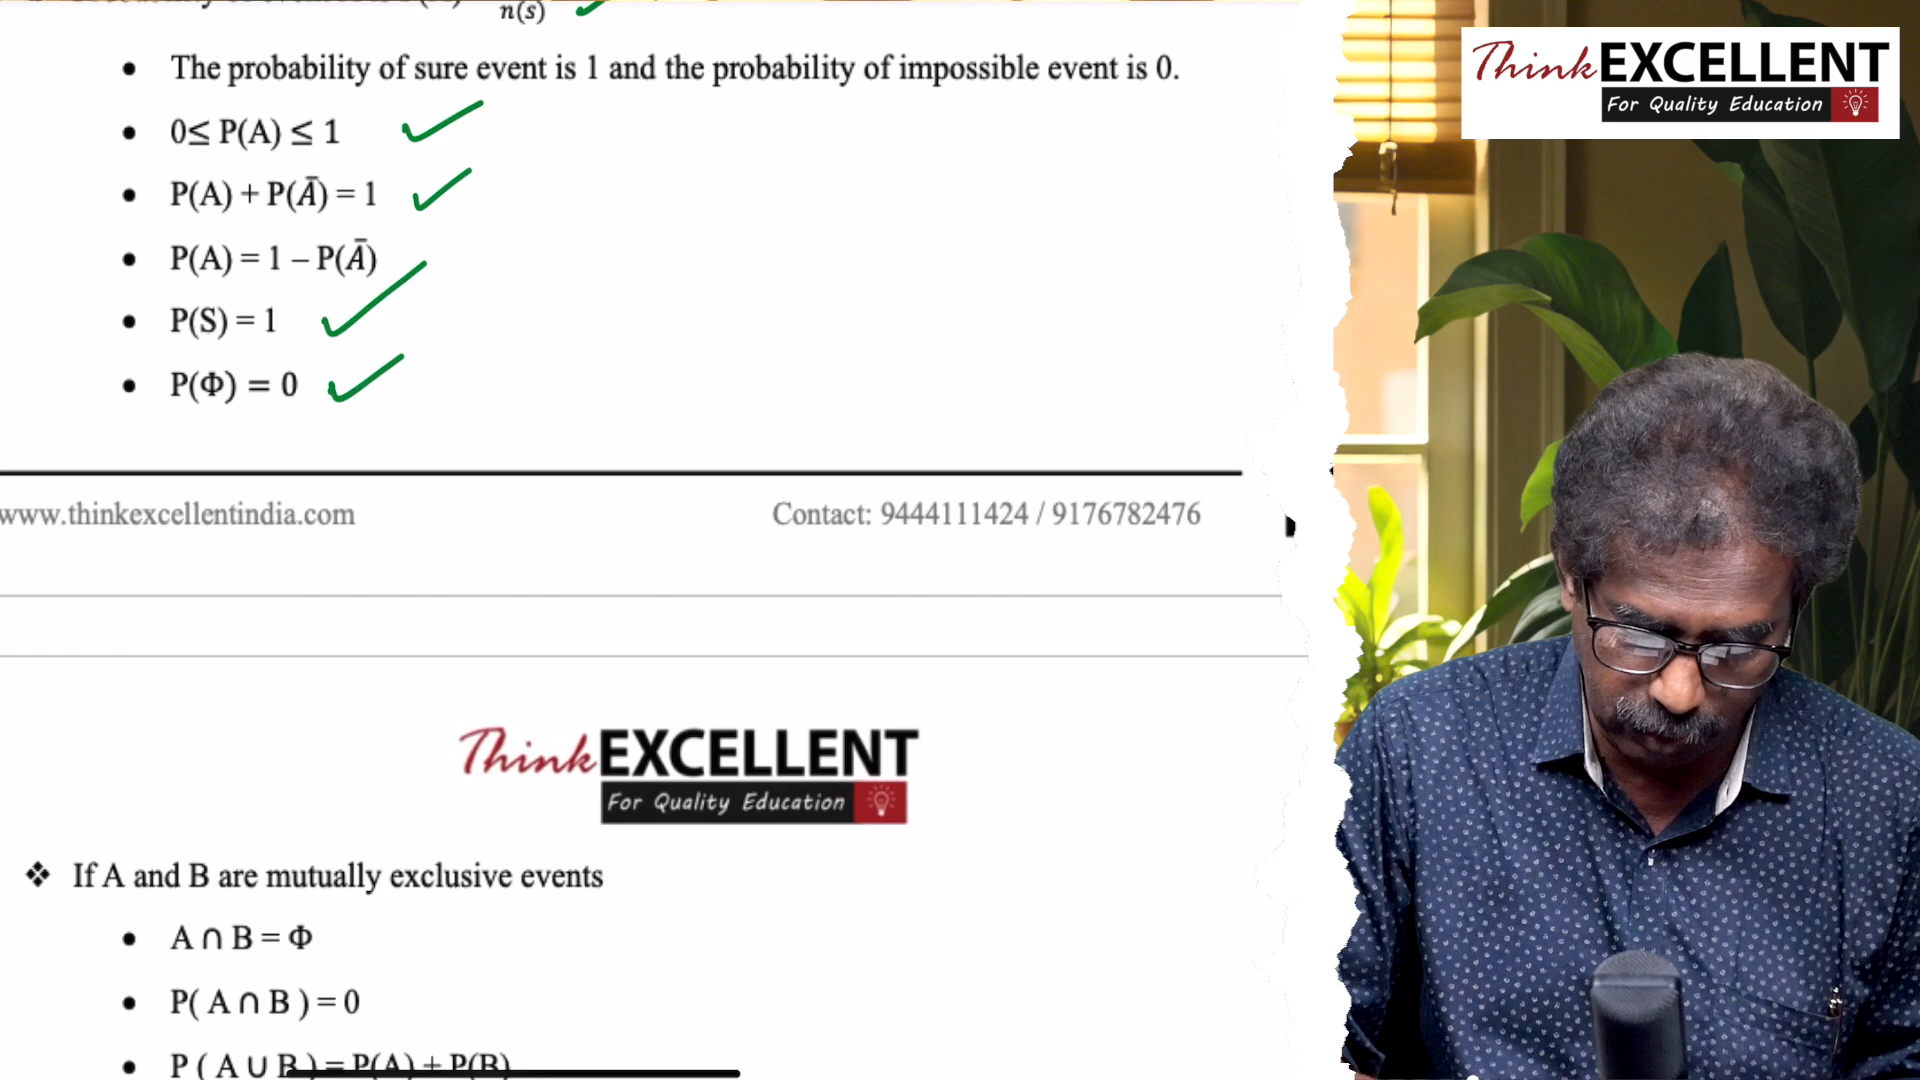 n(s)
• The probability of sure event is 1 and the probability of impossible event is 0.
• 0≤ P(A) ≤ 1
• P(A) + P(Ā) = 1
• P(A) = 1 – P(Ā)
• P(S) = 1
• P(Φ) = 0
www.thinkexcellentindia.com Contact: 9444111424 / 9176782476
Think EXCELLENT
For Quality Education
❖ If A and B are mutually exclusive events
• A ∩ B = Φ
• P( A ∩ B ) = 0
• P ( A ∪ B ) = P(A) + P(B)
Think EXCELLENT
For Quality Education